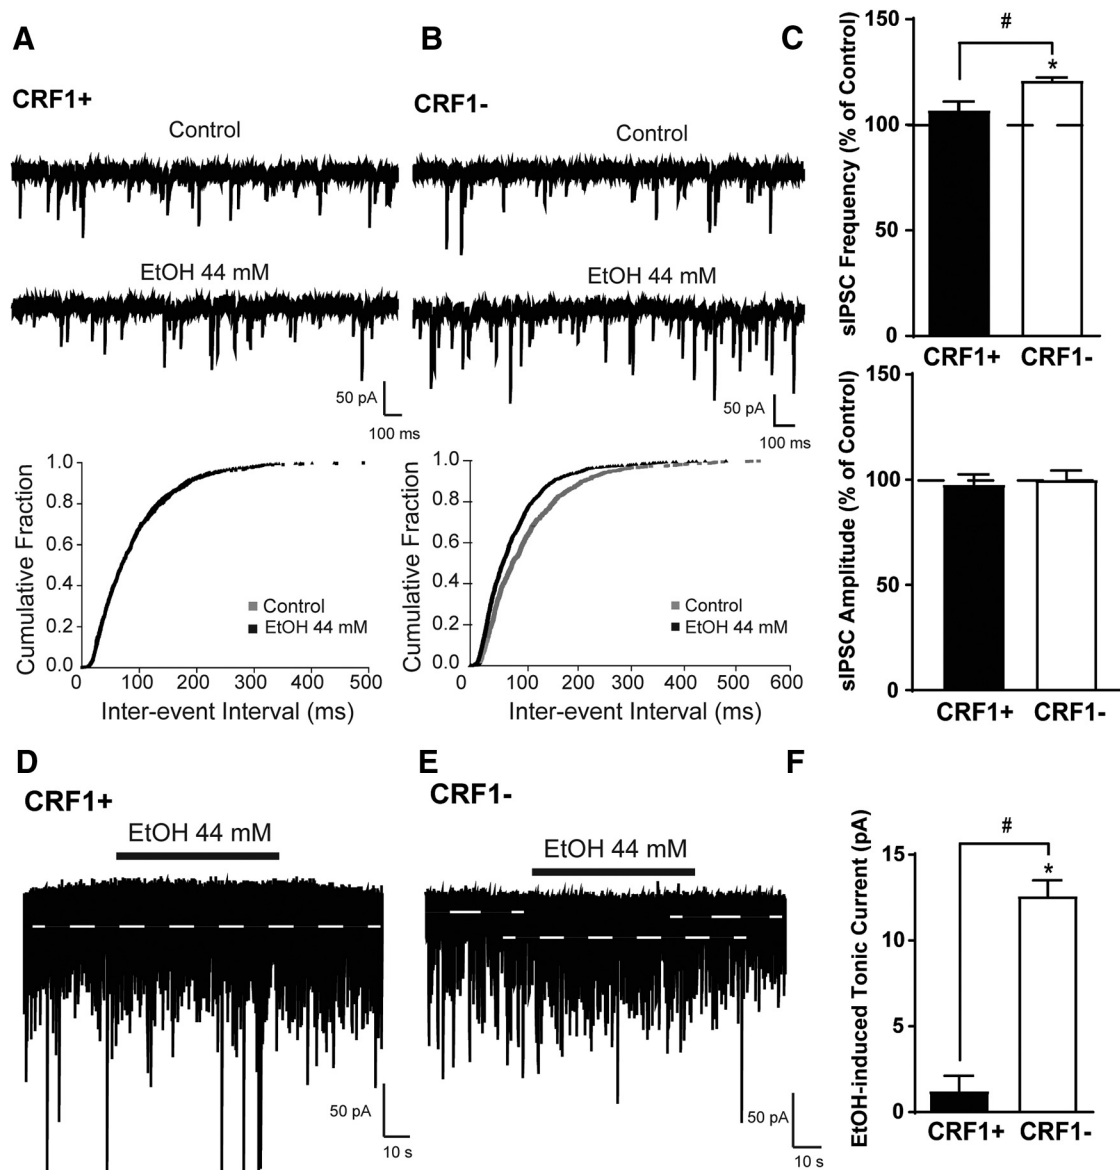 A
CRF1+
Control
EtOH 44 mM
50 pA
100 ms
1.0
0.8
0.6
0.4
0.2
0.0
Cumulative Fraction
Control
EtOH 44 mM
0 100 200 300 400 500
Inter-event Interval (ms)
B
CRF1-
Control
EtOH 44 mM
50 pA
100 ms
1.0
0.8
0.6
0.4
0.2
0.0
Cumulative Fraction
Control
EtOH 44 mM
0 100 200 300 400 600
Inter-event Interval (ms)
C
sIPSC Frequency (% of Control)
150
100
50
0
#
*
CRF1+ CRF1-
sIPSC Amplitude (% of Control)
150
100
50
0
CRF1+ CRF1-
D
CRF1+
EtOH 44 mM
50 pA
10 s
E
CRF1-
EtOH 44 mM
50 pA
10 s
F
EtOH-induced Tonic Current (pA)
15
10
5
0
#
*
CRF1+ CRF1-